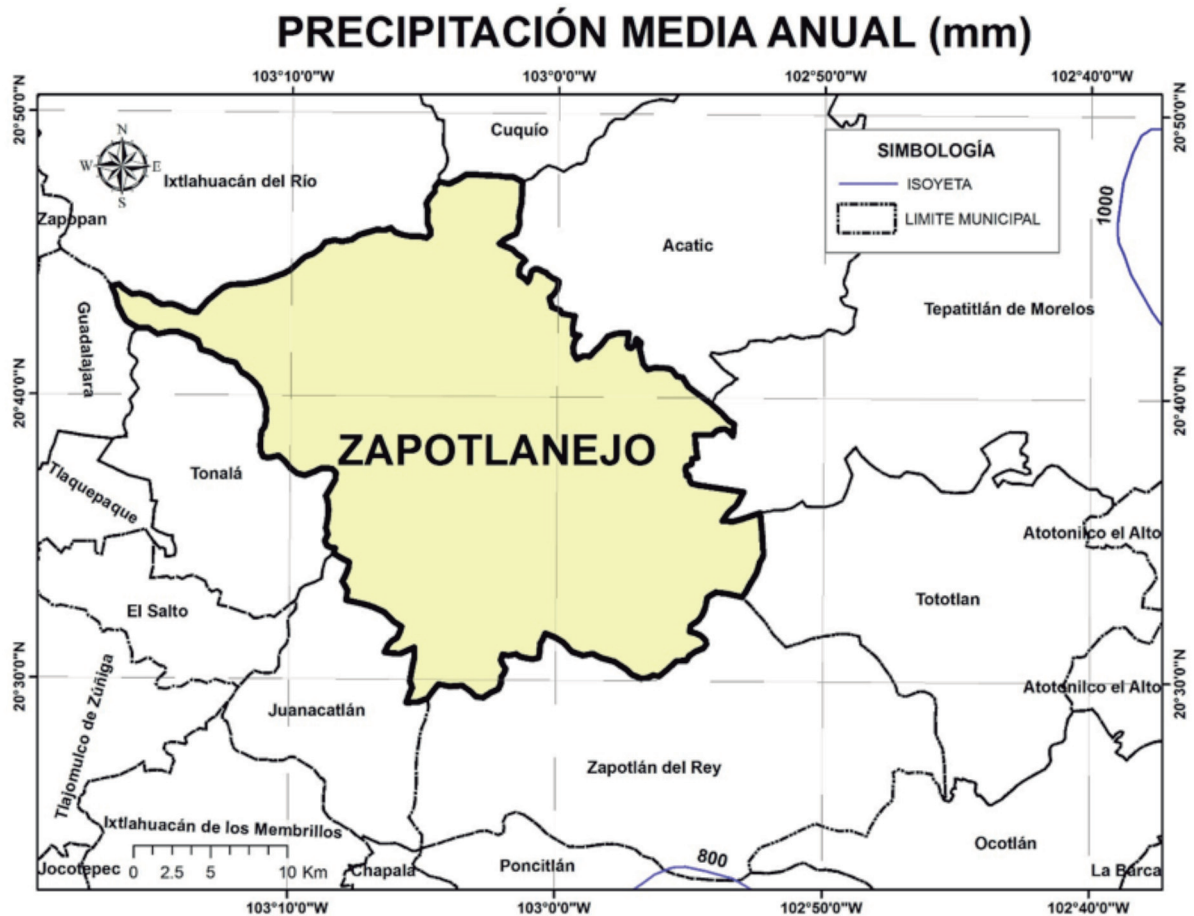 PRECIPITACIÓN MEDIA ANUAL (mm)
103°10'0"W 103°0'0"W 102°50'0"W 102°40'0"W
20°50'0"N
20°50'0"N
N
W E
S
Cuquío
SIMBOLOGÍA
ISOYETA
LIMITE MUNICIPAL
Ixtlahuacán del Río
1000
Zapopan
Acatic
Guadalajara
Tepatitlán de Morelos
20°40'0"N
20°40'0"N
ZAPOTLANEJO
Tonalá
Tlaquepaque
Atotonilco el Alto
El Salto
Tototlan
20°30'0"N
20°30'0"N
Atotonilco el Alto
Juanacatlán
Tlajomulco de Zúñiga
Zapotlán del Rey
Ixtlahuacán de los Membrillos
Ocotlán
800
Jocotepec
0 2.5 5 10 Km
Chapala
Poncitlán
La Barca
103°10'0"W 103°0'0"W 102°50'0"W 102°40'0"W